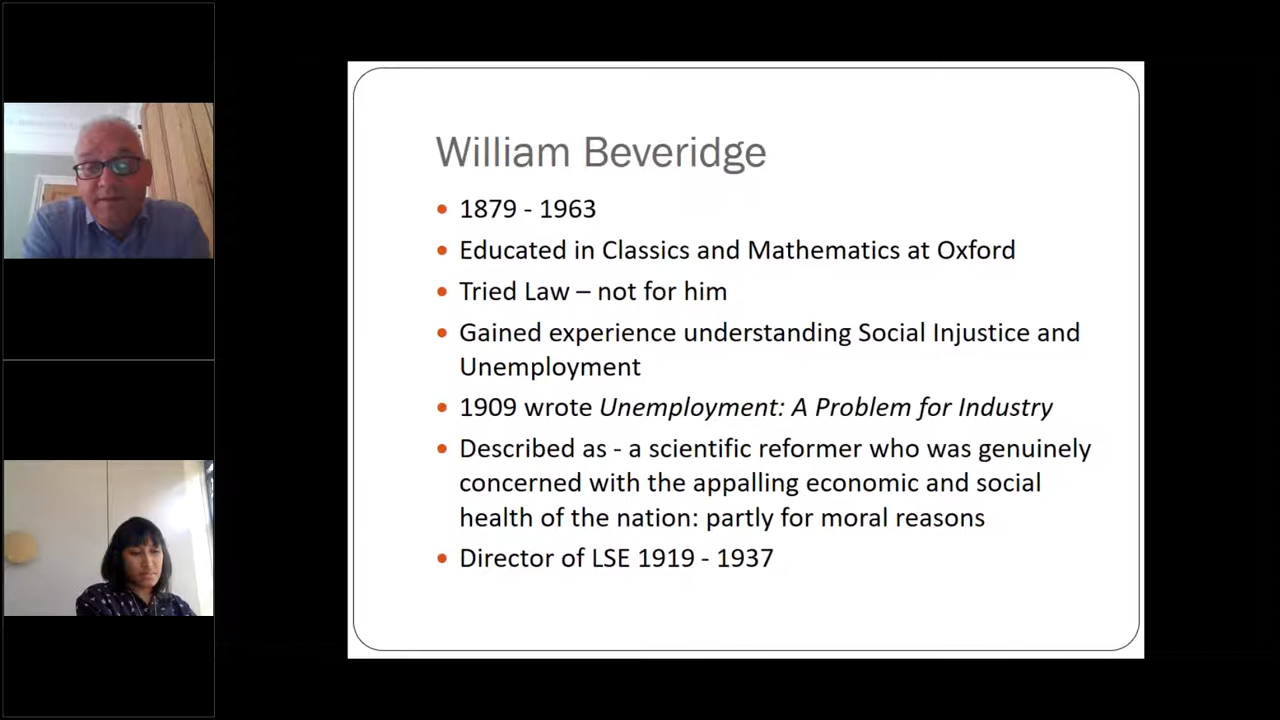 William Beveridge
• 1879 - 1963
• Educated in Classics and Mathematics at Oxford
• Tried Law – not for him
• Gained experience understanding Social Injustice and
Unemployment
• 1909 wrote Unemployment: A Problem for Industry
• Described as - a scientific reformer who was genuinely
concerned with the appalling economic and social
health of the nation: partly for moral reasons
• Director of LSE 1919 - 1937